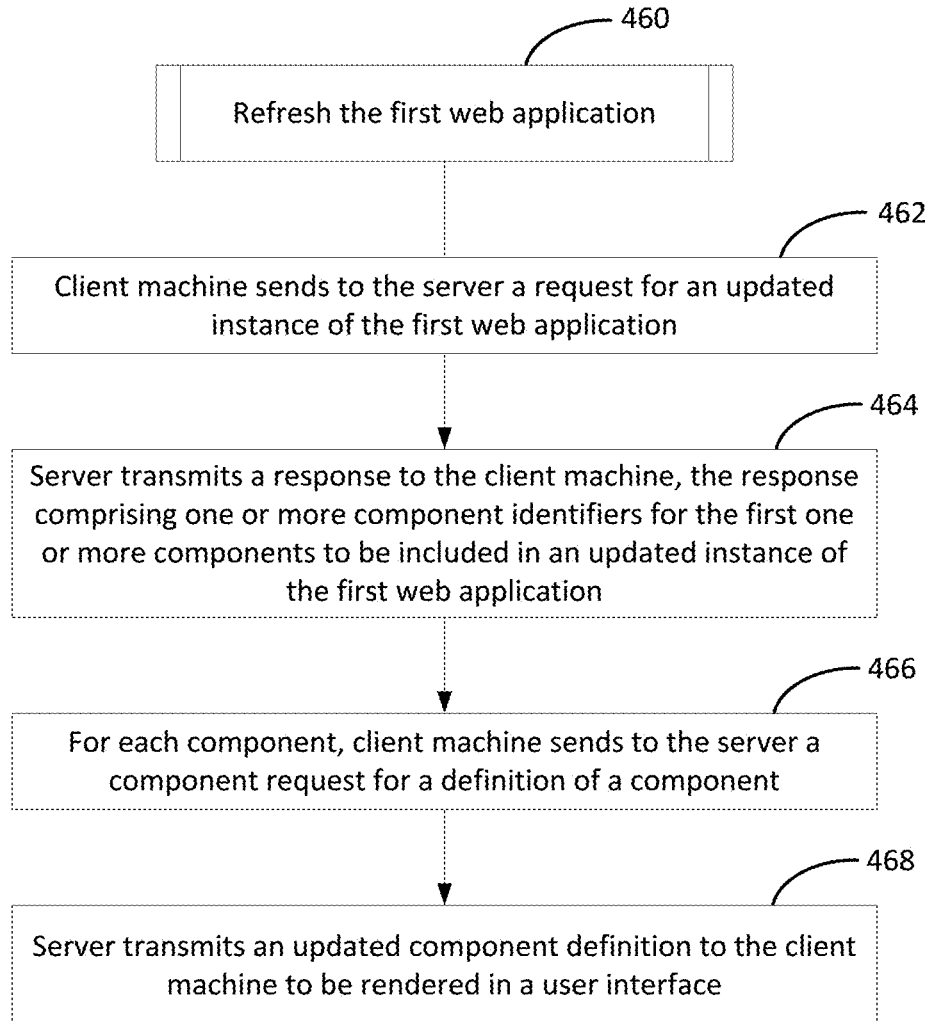 460
Refresh the first web application
462
Client machine sends to the server a request for an updated
instance of the first web application
464
Server transmits a response to the client machine, the response
comprising one or more component identifiers for the first one
or more components to be included in an updated instance of
the first web application
466
For each component, client machine sends to the server a
component request for a definition of a component
468
Server transmits an updated component definition to the client
machine to be rendered in a user interface